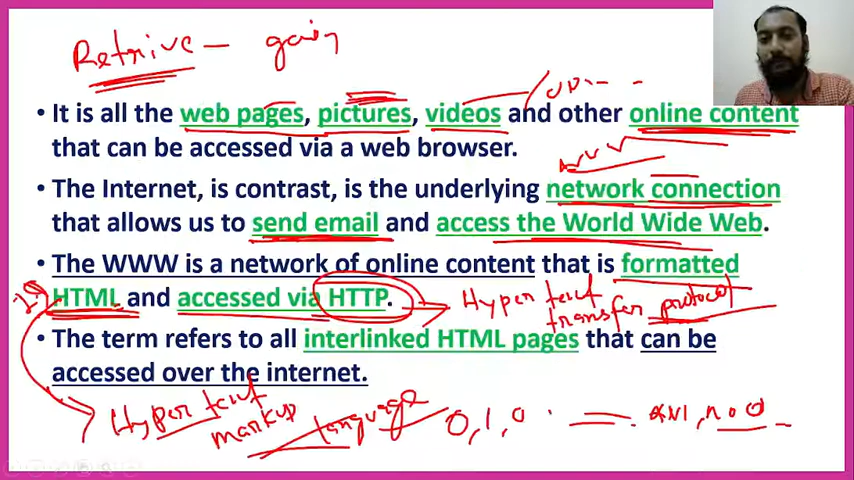 Retrive - gain
• It is all the web pages, pictures, videos and other online content
that can be accessed via a web browser.
• The Internet, is contrast, is the underlying network connection
that allows us to send email and access the World Wide Web.
• The WWW is a network of online content that is formatted
HTML and accessed via HTTP.
Hyper text
transfer protocol
• The term refers to all interlinked HTML pages that can be
accessed over the internet.
Hyper text
markup language
0, 1, 0